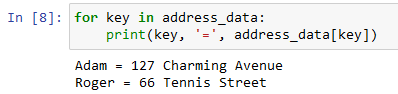 In [8]: for key in address_data:
    print(key, '=', address_data[key])
Adam = 127 Charming Avenue
Roger = 66 Tennis Street